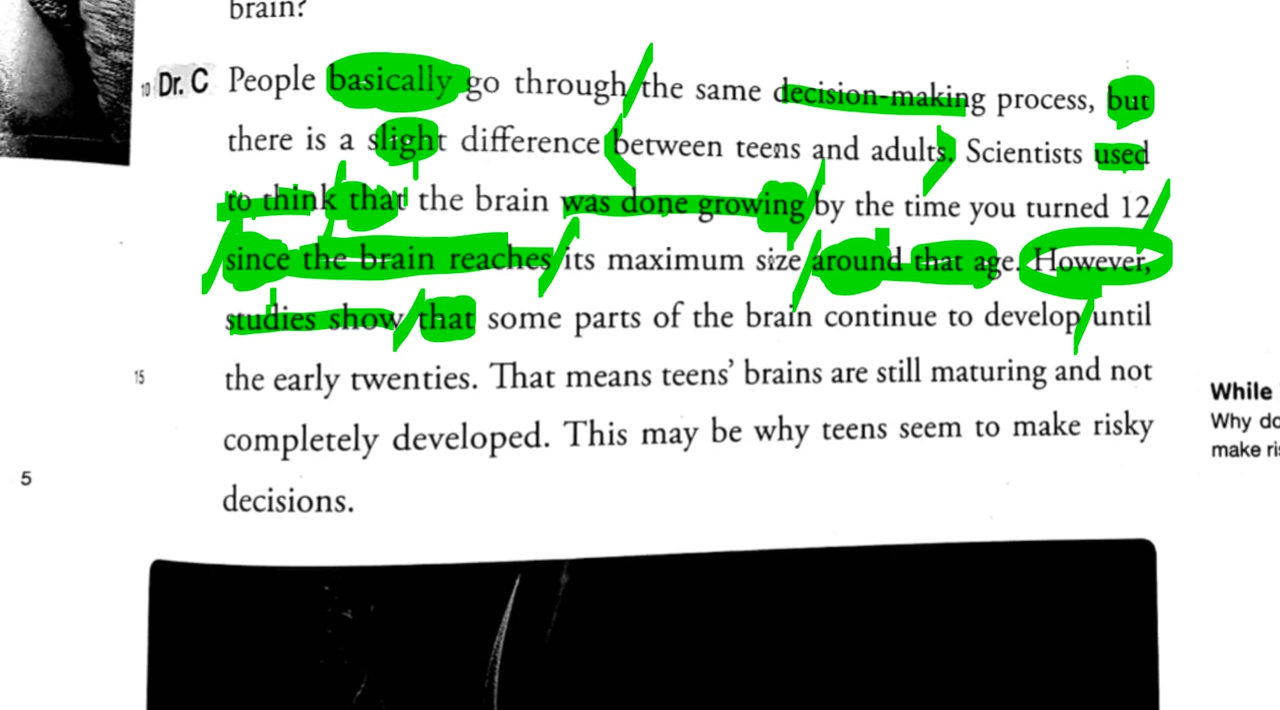 brain?
10 Dr. C People basically go through the same decision-making process, but
there is a slight difference between teens and adults. Scientists used
to think that the brain was done growing by the time you turned 12
since the brain reaches its maximum size around that age. However,
studies show that some parts of the brain continue to develop until
15 the early twenties. That means teens’ brains are still maturing and not
completely developed. This may be why teens seem to make risky
decisions.
5
While
Why do
make ris